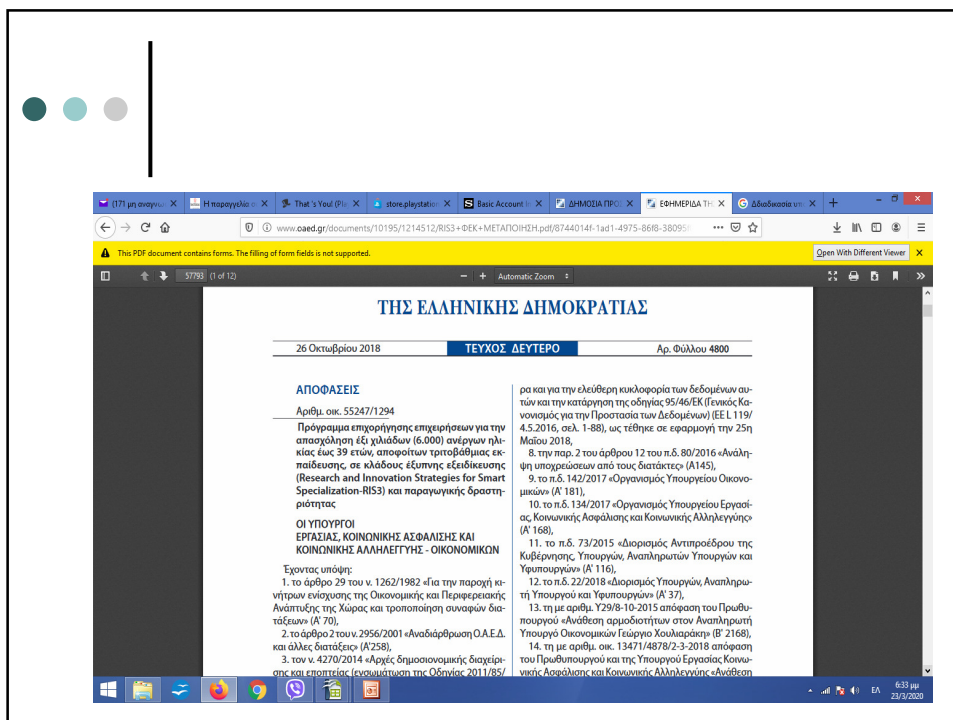 (171 μη αναγνω
Η παραγγελία σ
That 's You! (Pla
store.playstation
Basic Account In
ΔΗΜΟΣΙΑ ΠΡΟΣ
ΕΦΗΜΕΡΙΔΑ ΤΗ
www.oaed.gr/documents/10195/1214512/RIS3+ΦΕΚ+ΜΕΤΑΠΟΙΗΣΗ.pdf/8744014f-1ad1-4975-86f8-38095f
This PDF document contains forms. The filling of form fields is not supported.
Open With Different Viewer
57793 (1 of 12)
Automatic Zoom
ΤΗΣ ΕΛΛΗΝΙΚΗΣ ΔΗΜΟΚΡΑΤΙΑΣ
26 Οκτωβρίου 2018
ΤΕΥΧΟΣ ΔΕΥΤΕΡΟ
Αρ. Φύλλου 4800
ΑΠΟΦΑΣΕΙΣ
Αριθμ. οικ. 55247/1294
Πρόγραμμα επιχορήγησης επιχειρήσεων για την
απασχόληση έξι χιλιάδων (6.000) ανέργων ηλι-
κίας έως 39 ετών, αποφοίτων τριτοβάθμιας εκ-
παίδευσης, σε κλάδους έξυπνης εξειδίκευσης
(Research and Innovation Strategies for Smart
Specialization-RIS3) και παραγωγικής δραστη-
ριότητας
ΟΙ ΥΠΟΥΡΓΟΙ
ΕΡΓΑΣΙΑΣ, ΚΟΙΝΩΝΙΚΗΣ ΑΣΦΑΛΙΣΗΣ ΚΑΙ
ΚΟΙΝΩΝΙΚΗΣ ΑΛΛΗΛΕΓΓΥΗΣ - ΟΙΚΟΝΟΜΙΚΩΝ
Έχοντας υπόψη:
1. το άρθρο 29 του ν. 1262/1982 «Για την παροχή κι-
νήτρων ενίσχυσης της Οικονομικής και Περιφερειακής
Ανάπτυξης της Χώρας και τροποποίηση συναφών δια-
τάξεων» (Α' 70),
2. το άρθρο 2 του ν. 2956/2001 «Αναδιάρθρωση Ο.Α.Ε.Δ.
και άλλες διατάξεις» (Α'258),
3. τον ν. 4270/2014 «Αρχές δημοσιονομικής διαχείρι-
σης και εποπτείας (ενσωμάτωση της Οδηγίας 2011/85/
ρα και για την ελεύθερη κυκλοφορία των δεδομένων αυ-
τών και την κατάργηση της οδηγίας 95/46/ΕΚ (Γενικός Κα-
νονισμός για την Προστασία των Δεδομένων) (ΕΕ L 119/
4.5.2016, σελ. 1-88), ως τέθηκε σε εφαρμογή την 25η
Μαΐου 2018,
8. την παρ. 2 του άρθρου 12 του π.δ. 80/2016 «Ανάλη-
ψη υποχρεώσεων από τους διατάκτες» (Α145),
9. το π.δ. 142/2017 «Οργανισμός Υπουργείου Οικονο-
μικών» (Α' 181),
10. το π.δ. 134/2017 «Οργανισμός Υπουργείου Εργασί-
ας, Κοινωνικής Ασφάλισης και Κοινωνικής Αλληλεγγύης»
(Α' 168),
11. το π.δ. 73/2015 «Διορισμός Αντιπροέδρου της
Κυβέρνησης, Υπουργών, Αναπληρωτών Υπουργών και
Υφυπουργών» (Α' 116),
12. το π.δ. 22/2018 «Διορισμός Υπουργών, Αναπληρω-
τή Υπουργού και Υφυπουργών» (Α' 37),
13. τη με αριθμ. Υ29/8-10-2015 απόφαση του Πρωθυ-
πουργού «Ανάθεση αρμοδιοτήτων στον Αναπληρωτή
Υπουργό Οικονομικών Γεώργιο Χουλιαράκη» (Β' 2168),
14. τη με αριθμ. οικ. 13471/4878/2-3-2018 απόφαση
του Πρωθυπουργού και της Υπουργού Εργασίας Κοινω-
νικής Ασφάλισης και Κοινωνικής Αλληλεγγύης «Ανάθεση
ΕΛ
6:33 μμ
23/3/2020